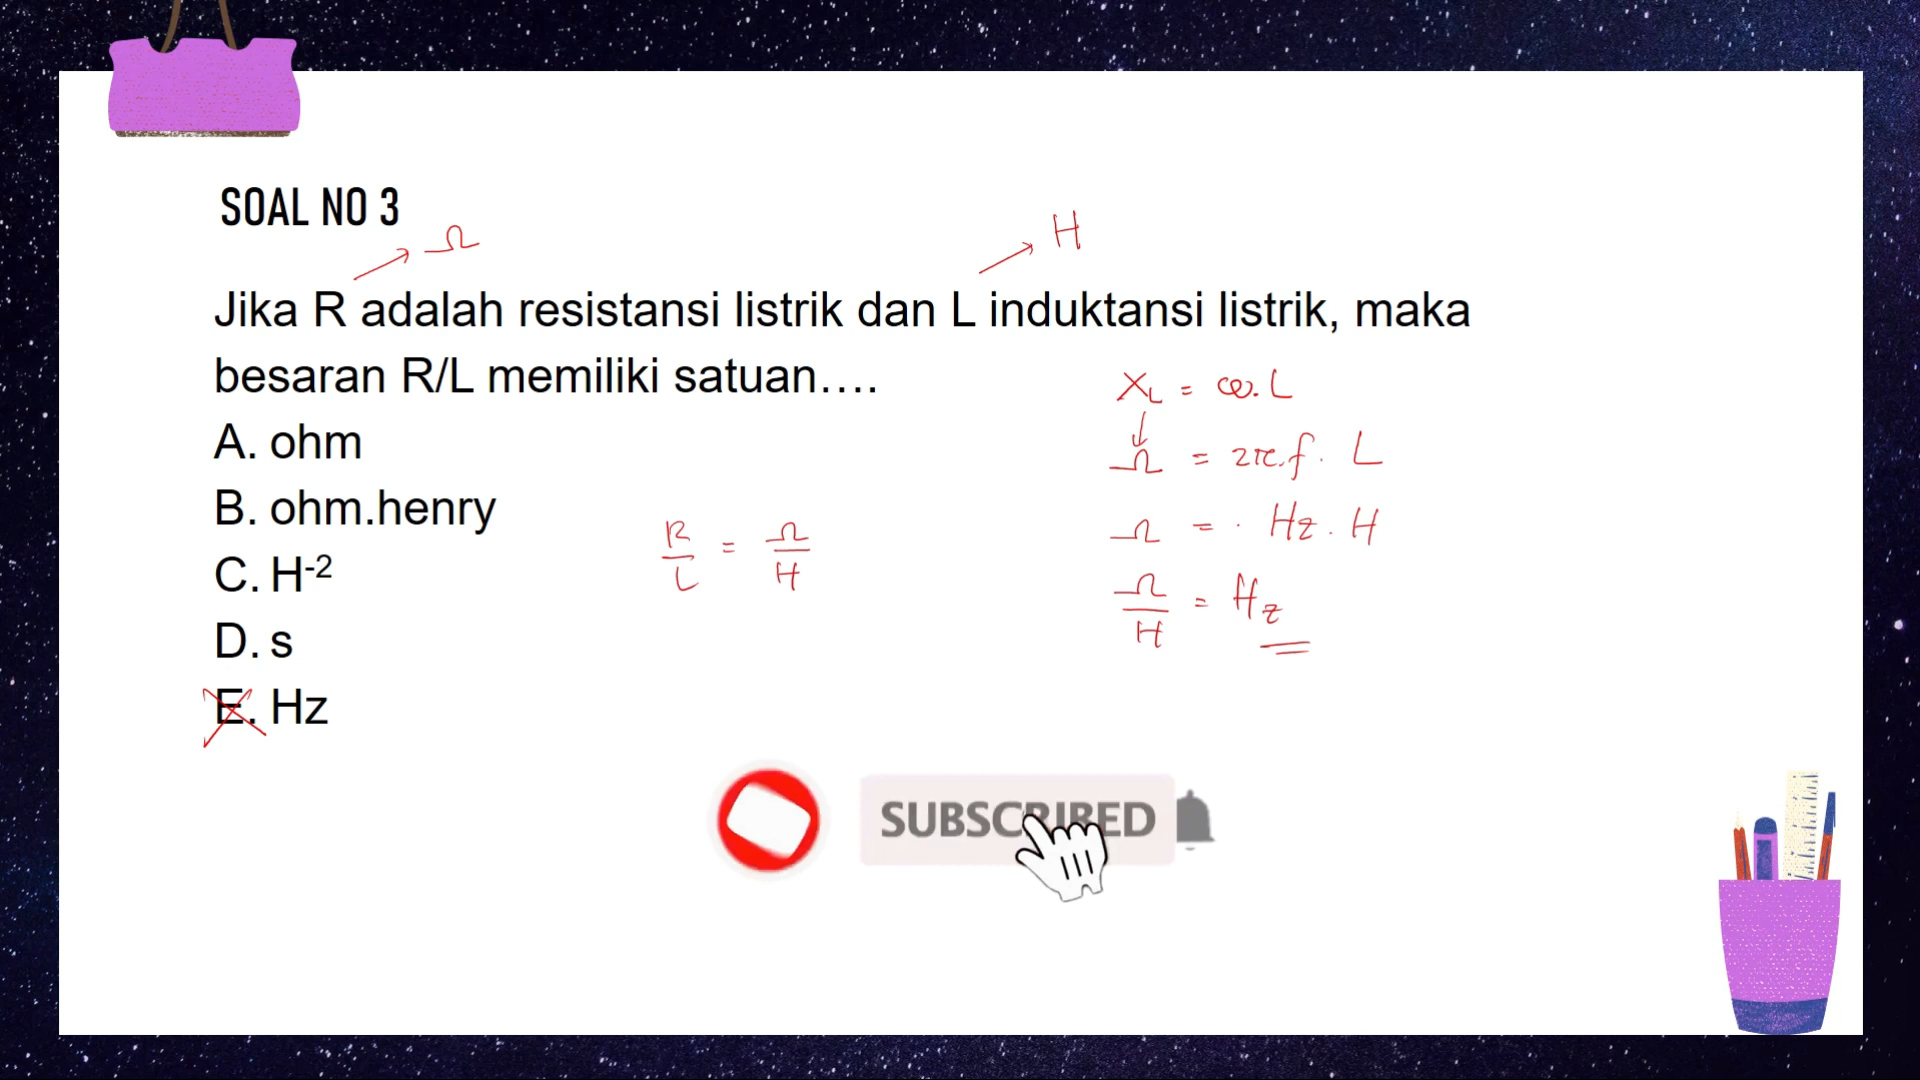 SOAL NO 3
Ω
H
Jika R adalah resistansi listrik dan L induktansi listrik, maka
besaran R/L memiliki satuan....
A. ohm
B. ohm.henry
C. H⁻²
D. s
E. Hz
R/L = Ω/H
X_L = ω. L
Ω = 2π.f. L
Ω = . Hz . H
Ω/H = Hz
SUBSCRIBED